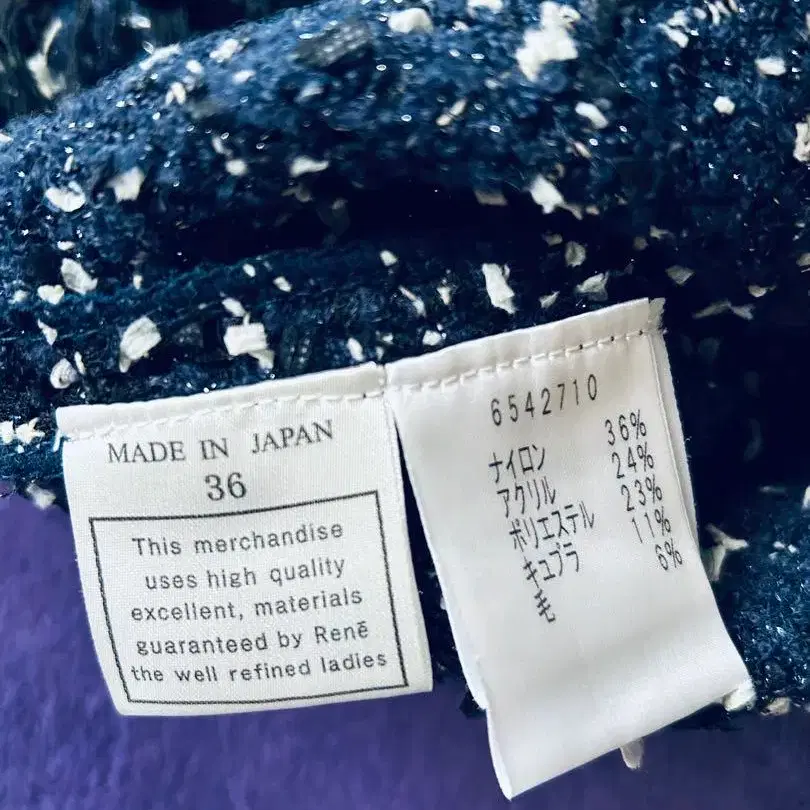 MADE IN JAPAN
36
This merchandise
uses high quality
excellent, materials
guaranteed by Renē
the well refined ladies
6542710
ナイロン 36%
アクリル 24%
ポリエステル 23%
キュプラ 11%
毛 6%